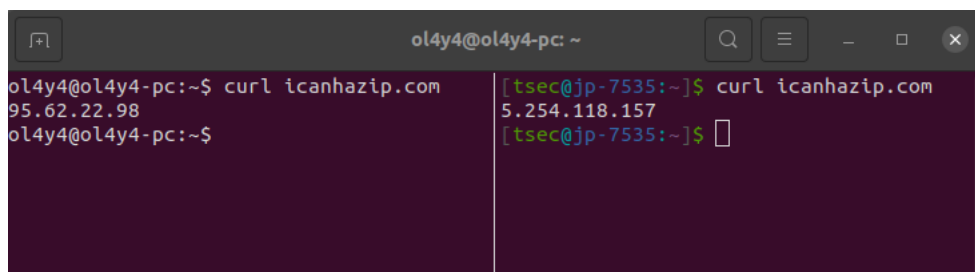 ol4y4@ol4y4-pc: ~
ol4y4@ol4y4-pc:~$ curl icanhazip.com
95.62.22.98
ol4y4@ol4y4-pc:~$
[tsec@jp-7535:~]$ curl icanhazip.com
5.254.118.157
[tsec@jp-7535:~]$